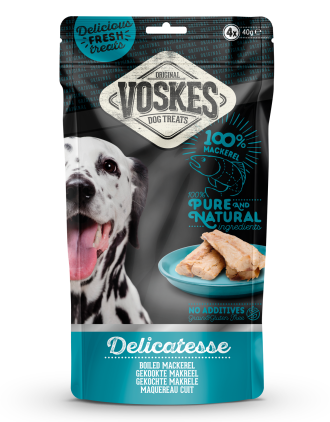 Delicious
FRESH
treats
4x 40g e
ORIGINAL
VOSKES
DOG TREATS
100%
MACKEREL
100%
PURE AND
NATURAL
ingredients
NO ADDITIVES
Delicatesse
BOILED MACKEREL
GEKOOKTE MAKREEL
GEKOCHTE MAKRELE
MAQUEREAU CUIT